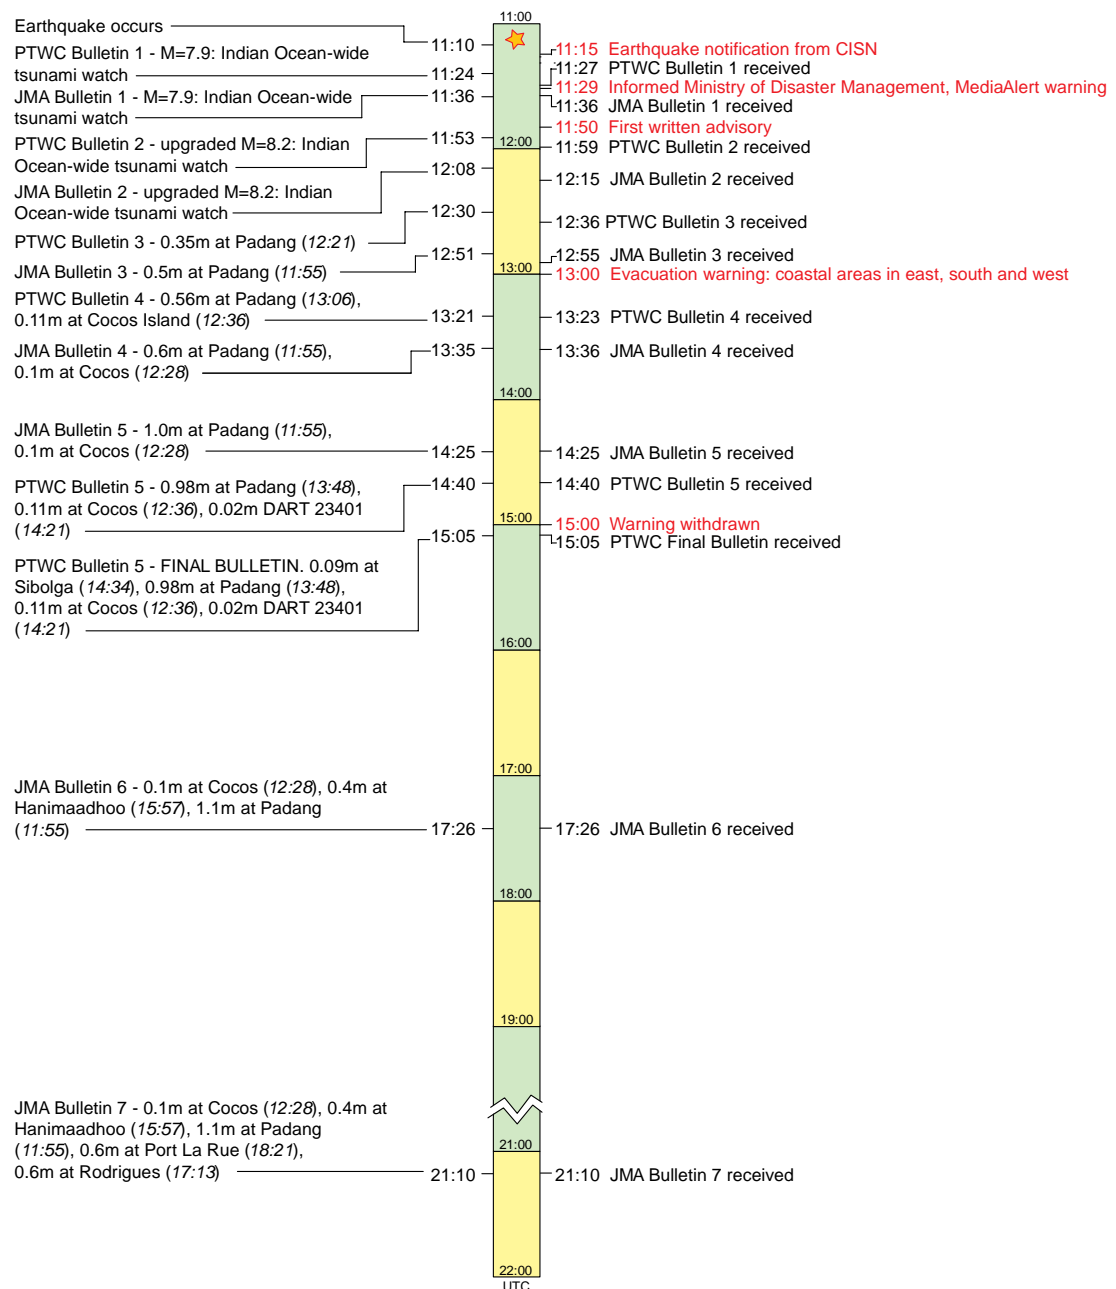 11:00
Earthquake occurs
11:10
PTWC Bulletin 1 - M=7.9: Indian Ocean-wide
tsunami watch
11:24
JMA Bulletin 1 - M=7.9: Indian Ocean-wide
tsunami watch
11:36
PTWC Bulletin 2 - upgraded M=8.2: Indian
Ocean-wide tsunami watch
11:53
JMA Bulletin 2 - upgraded M=8.2: Indian
Ocean-wide tsunami watch
12:08
PTWC Bulletin 3 - 0.35m at Padang (12:21)
12:30
JMA Bulletin 3 - 0.5m at Padang (11:55)
12:51
PTWC Bulletin 4 - 0.56m at Padang (13:06),
0.11m at Cocos Island (12:36)
13:21
JMA Bulletin 4 - 0.6m at Padang (11:55),
0.1m at Cocos (12:28)
13:35
JMA Bulletin 5 - 1.0m at Padang (11:55),
0.1m at Cocos (12:28)
14:25
PTWC Bulletin 5 - 0.98m at Padang (13:48),
0.11m at Cocos (12:36), 0.02m DART 23401
(14:21)
14:40
PTWC Bulletin 5 - FINAL BULLETIN. 0.09m at
Sibolga (14:34), 0.98m at Padang (13:48),
0.11m at Cocos (12:36), 0.02m DART 23401
(14:21)
15:05
JMA Bulletin 6 - 0.1m at Cocos (12:28), 0.4m at
Hanimaadhoo (15:57), 1.1m at Padang
(11:55)
17:26
JMA Bulletin 7 - 0.1m at Cocos (12:28), 0.4m at
Hanimaadhoo (15:57), 1.1m at Padang
(11:55), 0.6m at Port La Rue (18:21),
0.6m at Rodrigues (17:13)
21:10
12:00
13:00
14:00
15:00
16:00
17:00
18:00
19:00
21:00
22:00
UTC
11:15 Earthquake notification from CISN
11:27 PTWC Bulletin 1 received
11:29 Informed Ministry of Disaster Management, MediaAlert warning
11:36 JMA Bulletin 1 received
11:50 First written advisory
11:59 PTWC Bulletin 2 received
12:15 JMA Bulletin 2 received
12:36 PTWC Bulletin 3 received
12:55 JMA Bulletin 3 received
13:00 Evacuation warning: coastal areas in east, south and west
13:23 PTWC Bulletin 4 received
13:36 JMA Bulletin 4 received
14:25 JMA Bulletin 5 received
14:40 PTWC Bulletin 5 received
15:00 Warning withdrawn
15:05 PTWC Final Bulletin received
17:26 JMA Bulletin 6 received
21:10 JMA Bulletin 7 received